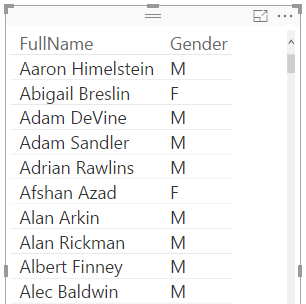 FullName Gender
Aaron Himelstein M
Abigail Breslin F
Adam DeVine M
Adam Sandler M
Adrian Rawlins M
Afshan Azad F
Alan Arkin M
Alan Rickman M
Albert Finney M
Alec Baldwin M